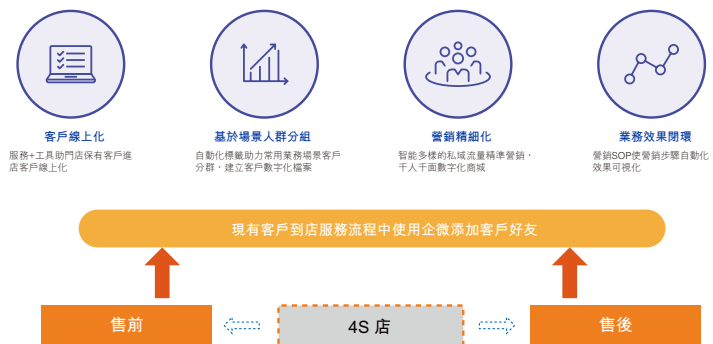 客戶線上化
服務+工具助門店保有客戶進
店客戶線上化
基於場景人群分組
自動化標籤助力常用業務場景客戶
分群，建立客戶數字化檔案
營銷精細化
智能多樣的私域流量精準營銷，
千人千面數字化商城
業務效果閉環
營銷SOP使營銷步驟自動化
效果可視化
現有客戶到店服務流程中使用企微添加客戶好友
售前
4S 店
售後